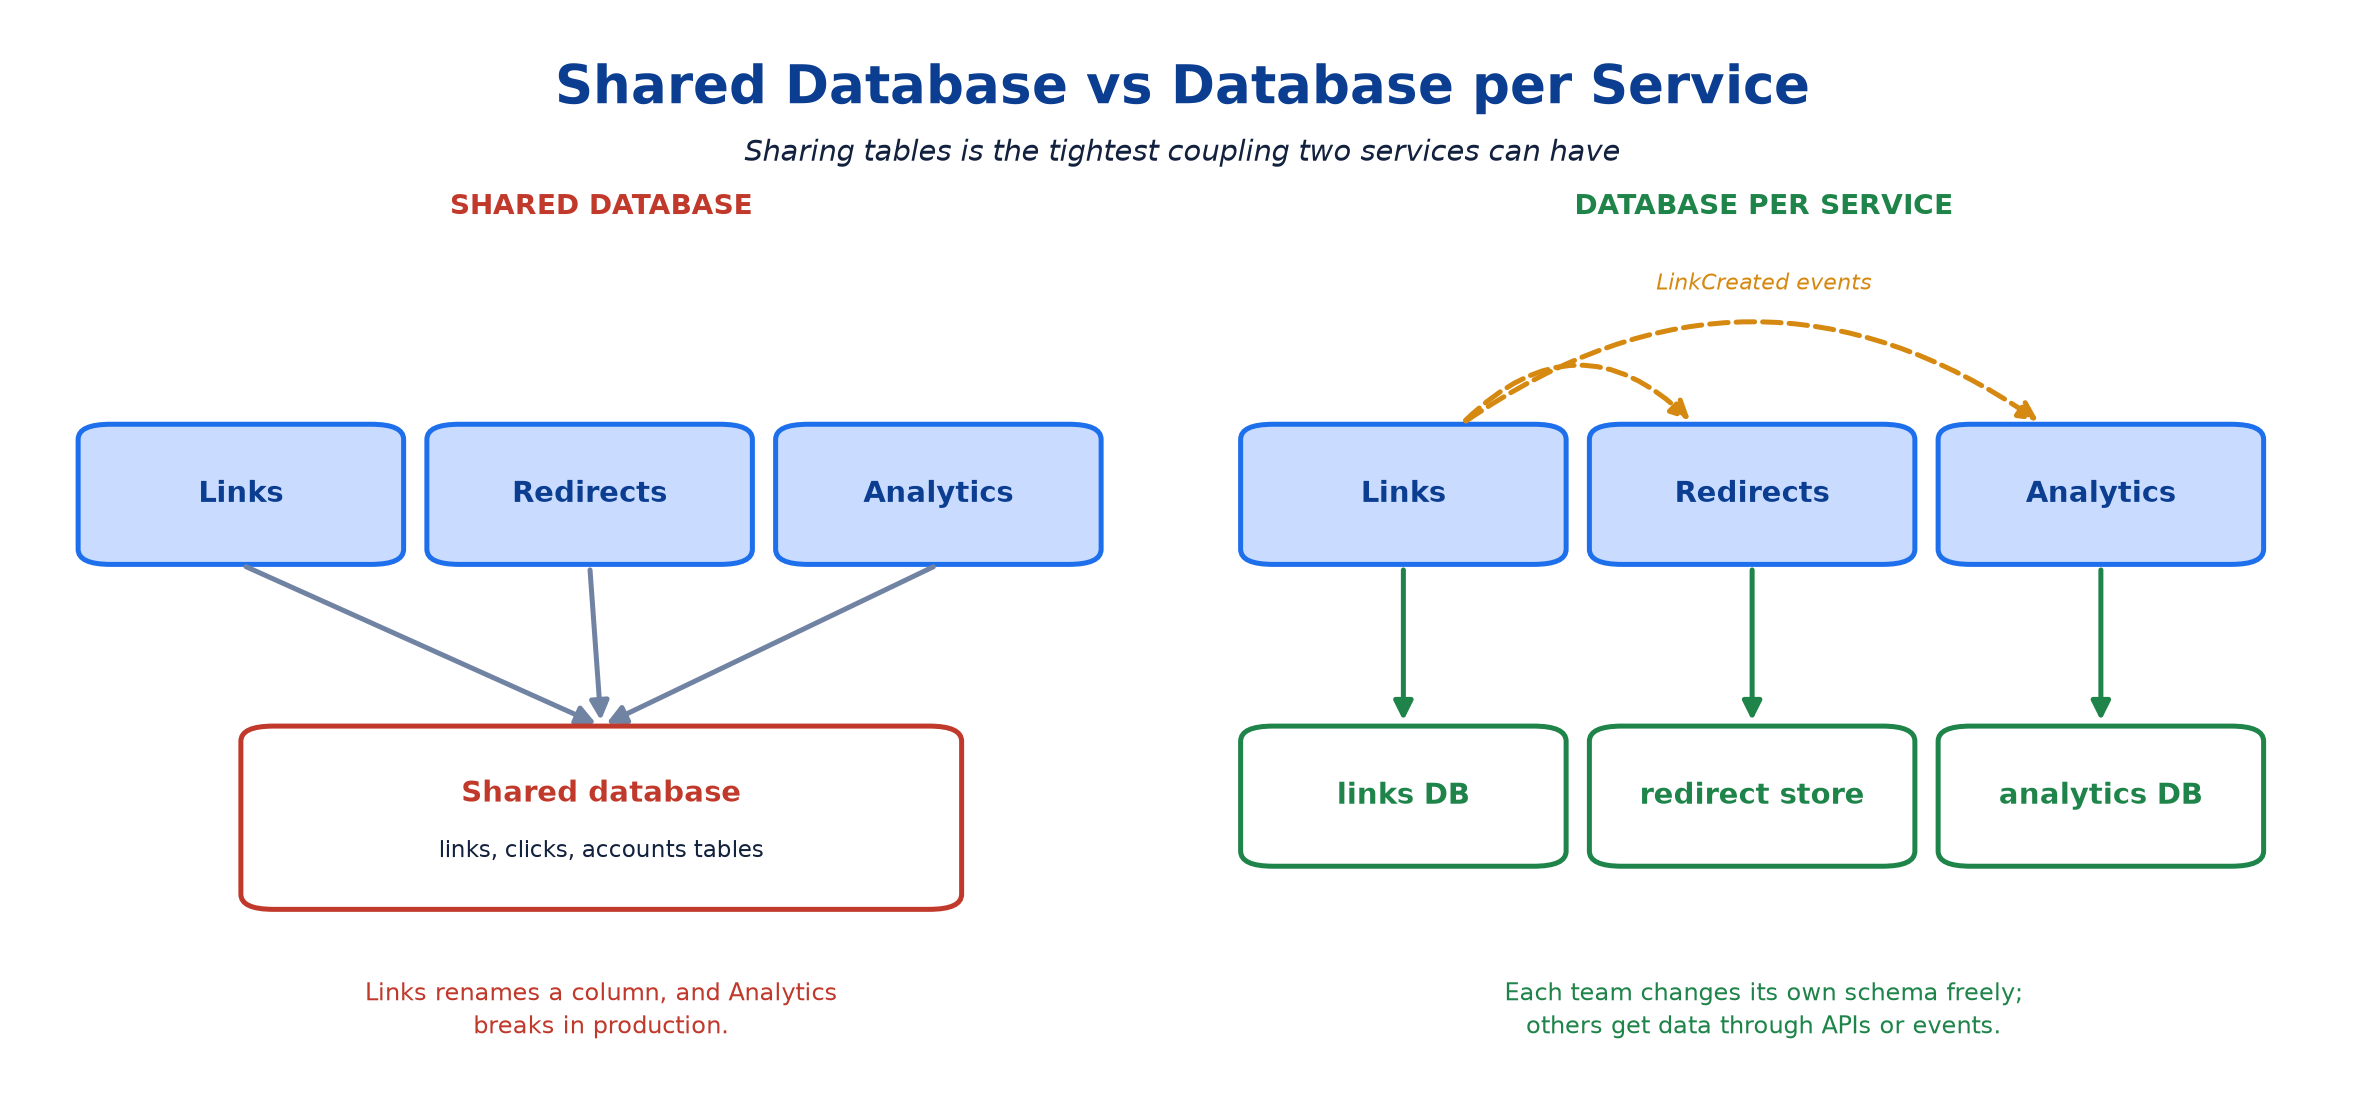 Shared Database vs Database per Service
Sharing tables is the tightest coupling two services can have
SHARED DATABASE
Links
Redirects
Analytics
Shared database
links, clicks, accounts tables
Links renames a column, and Analytics
breaks in production.
DATABASE PER SERVICE
LinkCreated events
Links
Redirects
Analytics
links DB
redirect store
analytics DB
Each team changes its own schema freely;
others get data through APIs or events.